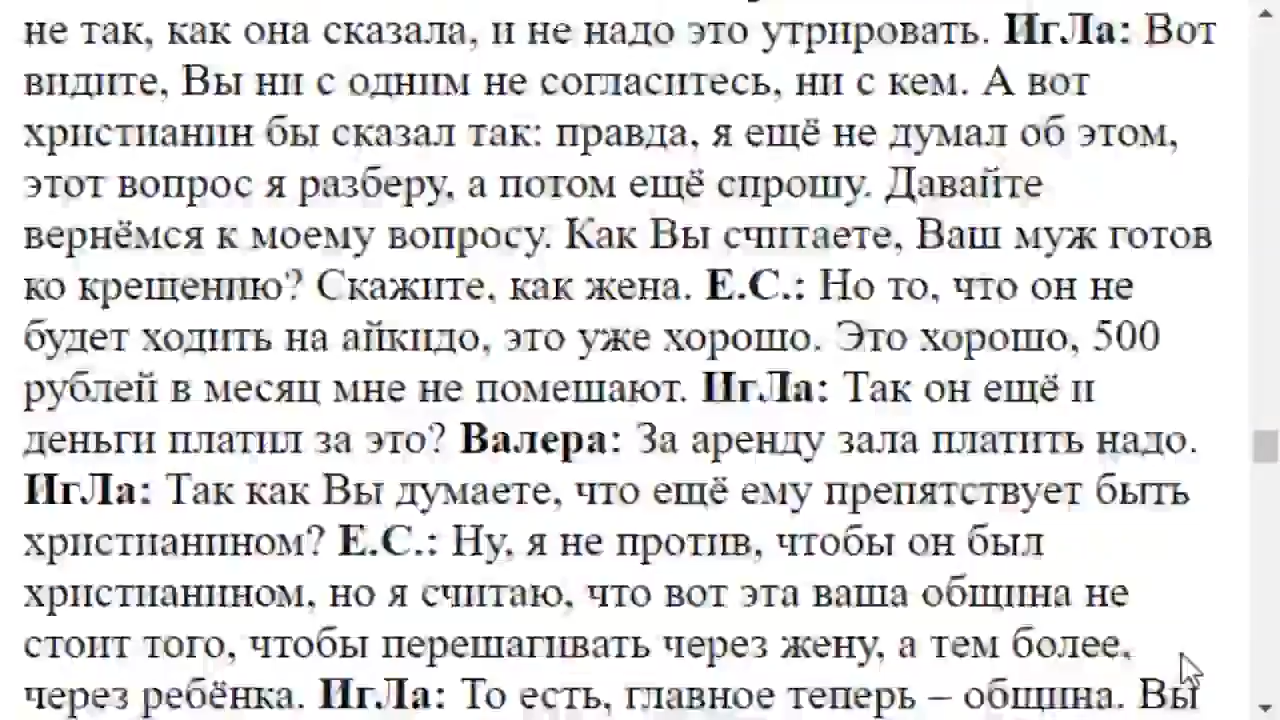 не так, как она сказала, и не надо это утрировать. ИгЛа: Вот
видите, Вы ни с одним не согласитесь, ни с кем. А вот
христианин бы сказал так: правда, я ещё не думал об этом,
этот вопрос я разберу, а потом ещё спрошу. Давайте
вернёмся к моему вопросу. Как Вы считаете, Ваш муж готов
ко крещению? Скажите, как жена. Е.С.: Но то, что он не
будет ходить на айкидо, это уже хорошо. Это хорошо, 500
рублей в месяц мне не помешают. ИгЛа: Так он ещё и
деньги платил за это? Валера: За аренду зала платить надо.
ИгЛа: Так как Вы думаете, что ещё ему препятствует быть
христианином? Е.С.: Ну, я не против, чтобы он был
христианином, но я считаю, что вот эта ваша община не
стоит того, чтобы перешагивать через жену, а тем более,
через ребёнка. ИгЛа: То есть, главное теперь – община. Вы